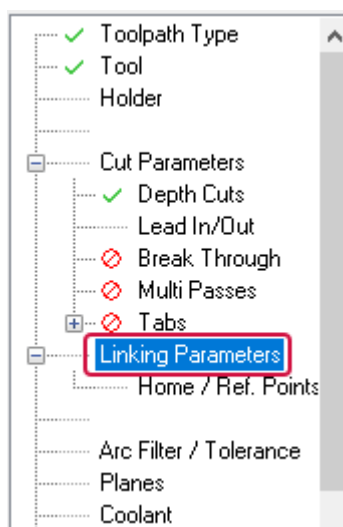 Toolpath Type
Tool
Holder
Cut Parameters
Depth Cuts
Lead In/Out
Break Through
Multi Passes
Tabs
Linking Parameters
Home / Ref. Points
Arc Filter / Tolerance
Planes
Coolant